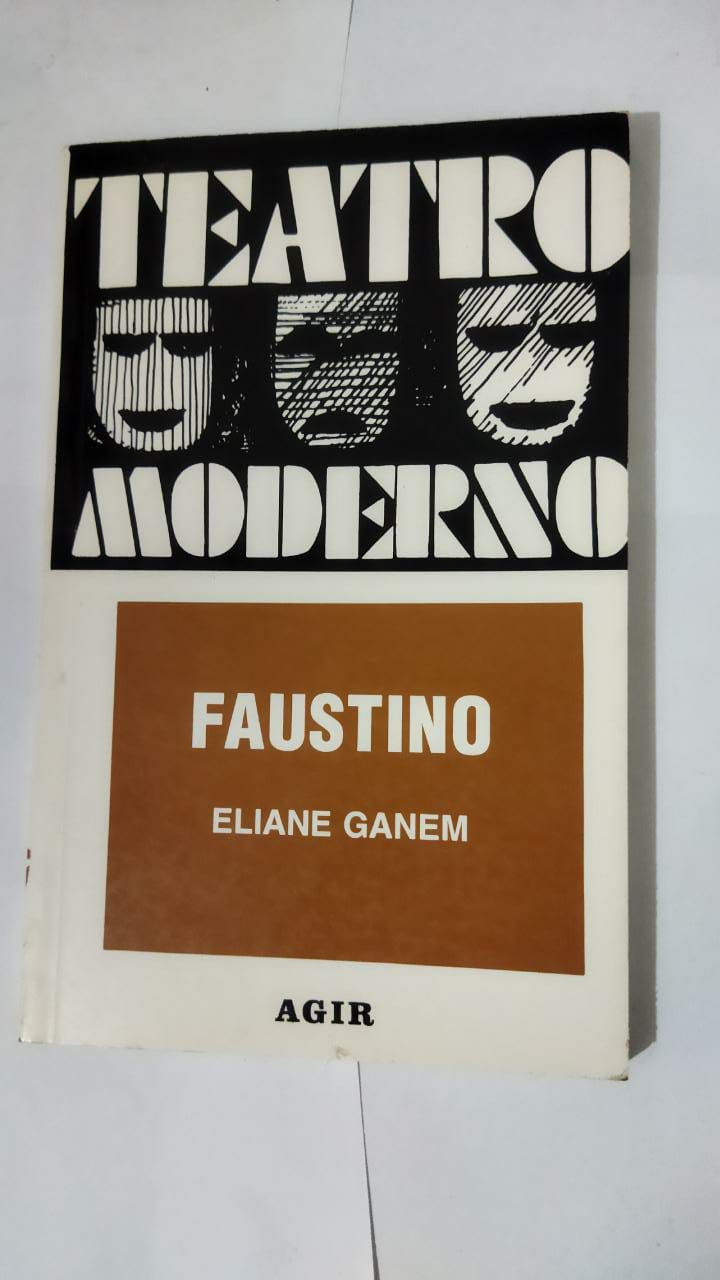 TEATRO
MODERNO
FAUSTINO
ELIANE GANEM
AGIR